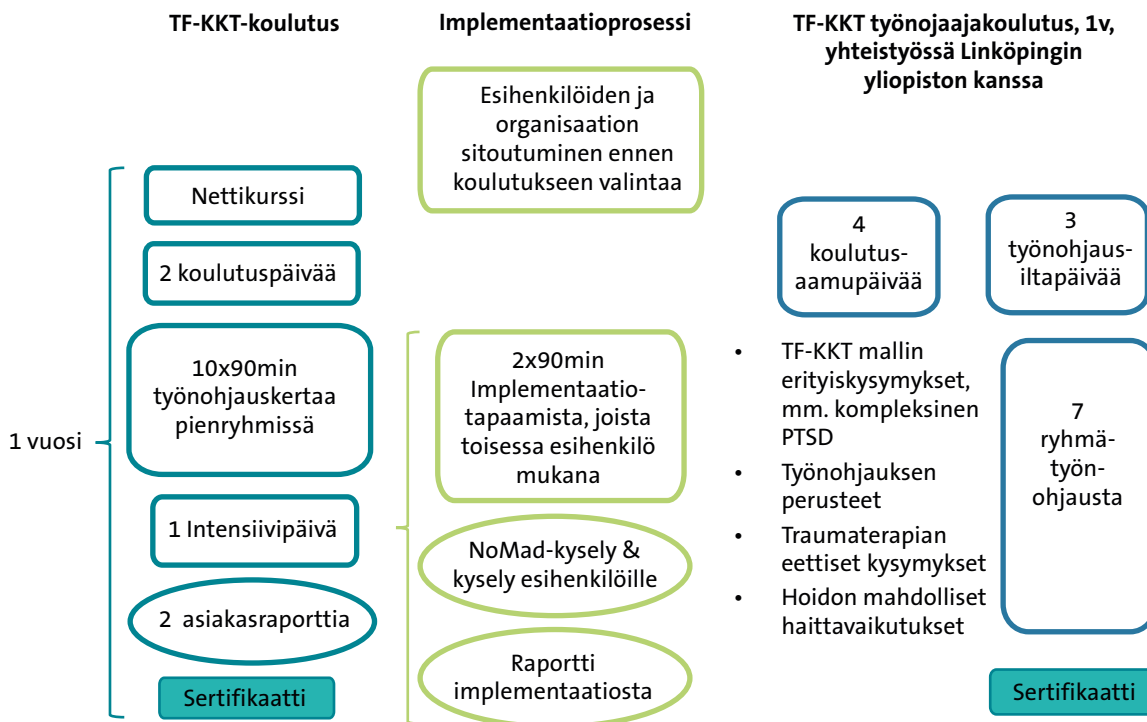 TF-KKT-koulutus
1 vuosi
Nettikurssi
2 koulutuspäivää
10x90min
työnohjauskertaa
pienryhmissä
1 Intensiivipäivä
2 asiakasraporttia
Sertifikaatti
Implementaatioprosessi
Esihenkilöiden ja
organisaation
sitoutuminen ennen
koulutukseen valintaa
2x90min
Implementaatio-
tapaamista, joista
toisessa esihenkilö
mukana
NoMad-kysely &
kysely esihenkilöille
Raportti
implementaatiosta
TF-KKT työnojaajakoulutus, 1v,
yhteistyössä Linköpingin
yliopiston kanssa
4
koulutus-
aamupäivää
3
työnohjaus-
iltapäivää
• TF-KKT mallin
erityiskysymykset,
mm. kompleksinen
PTSD
• Työnohjauksen
perusteet
• Traumaterapian
eettiset kysymykset
• Hoidon mahdolliset
haittavaikutukset
7
ryhmä-
työn-
ohjausta
Sertifikaatti